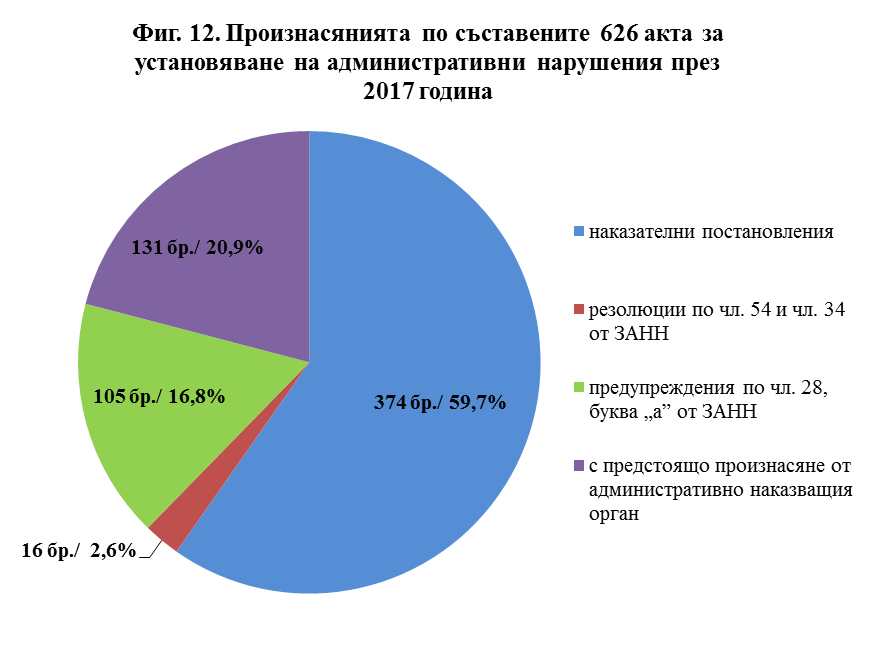 Фиг. 12. Произнасянията по съставените 626 акта за
установяване на административни нарушения през
2017 година
131 бр./ 20,9%
105 бр./ 16,8%
374 бр./ 59,7%
16 бр./ 2,6%
наказателни постановления
резолюции по чл. 54 и чл. 34
от ЗАНН
предупреждения по чл. 28,
буква „а” от ЗАНН
с предстоящо произнасяне от
административно наказващия
орган